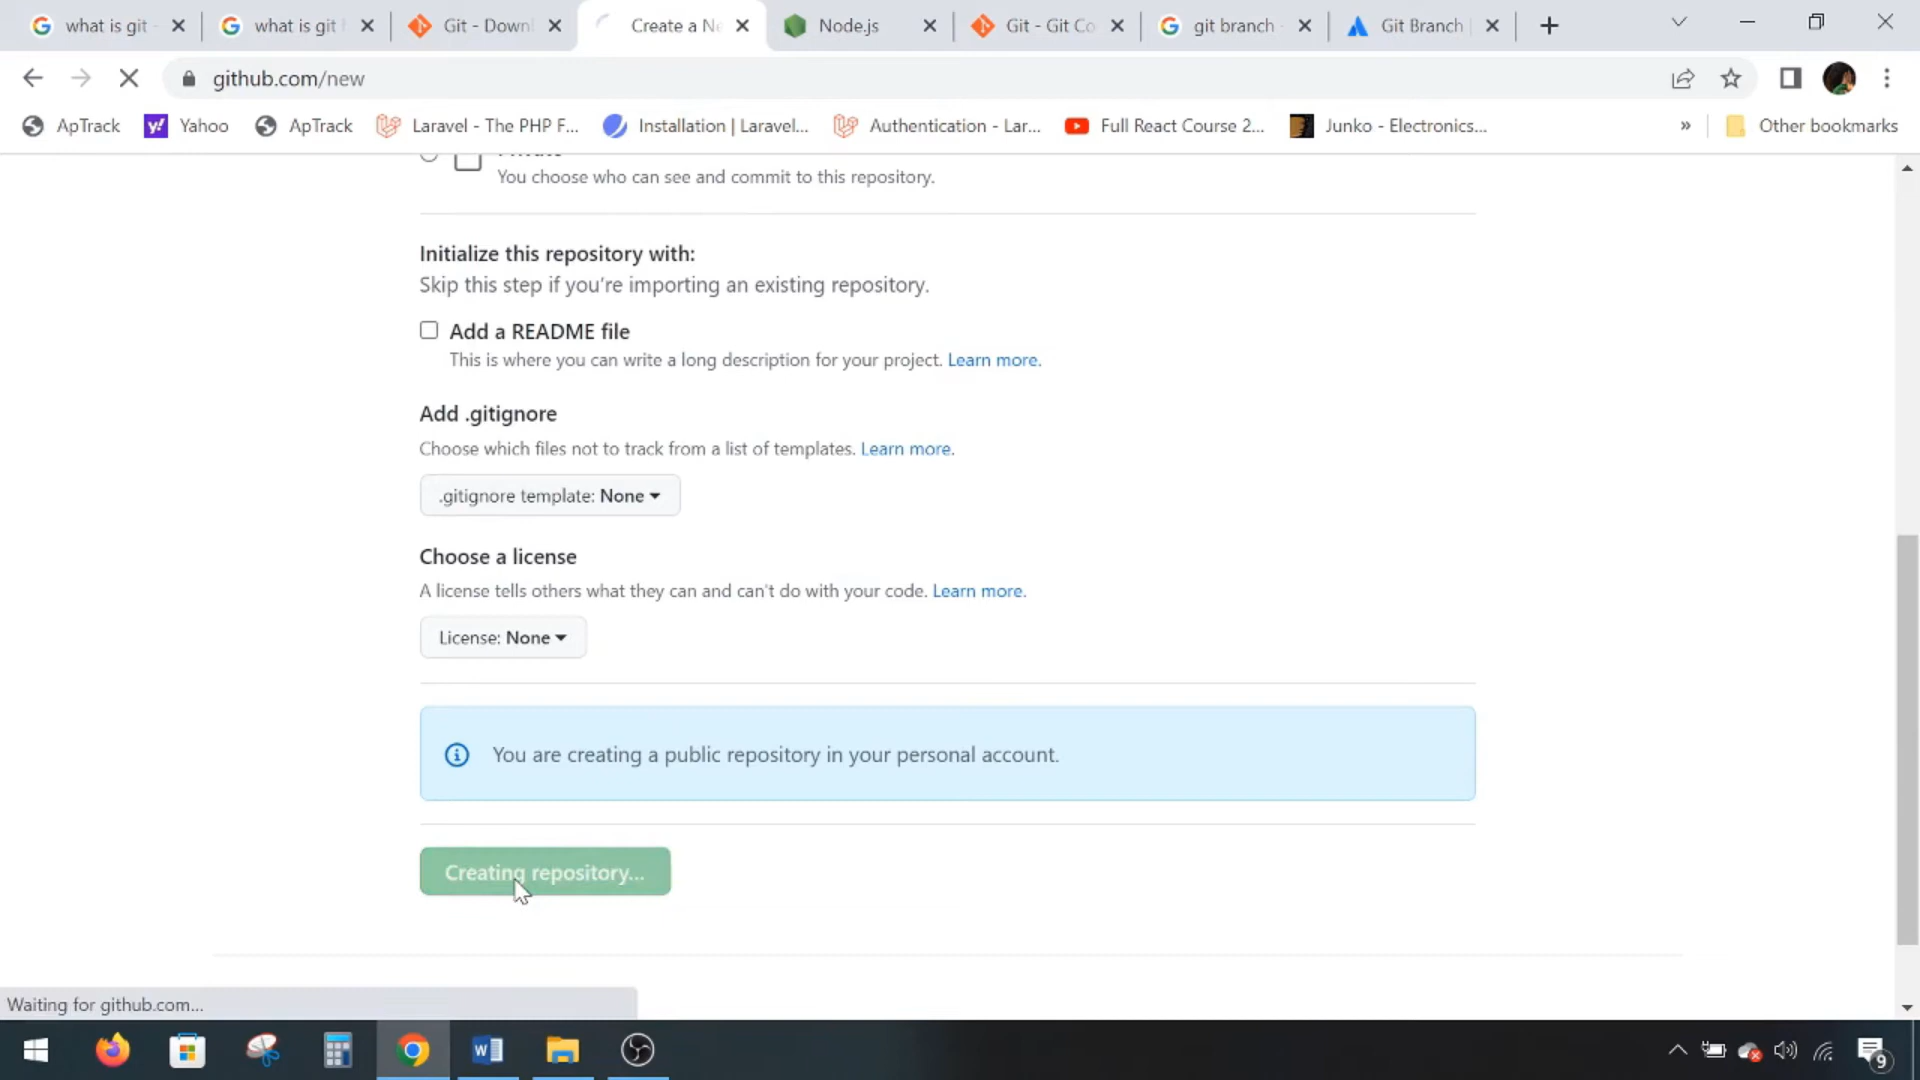 what is git
what is git
Git - Down
Create a Ne
Node.js
Git - Git Co
git branch
Git Branch
github.com/new
ApTrack
Yahoo
ApTrack
Laravel - The PHP F...
Installation | Laravel...
Authentication - Lar...
Full React Course 2...
Junko - Electronics...
»
Other bookmarks
You choose who can see and commit to this repository.
Initialize this repository with:
Skip this step if you're importing an existing repository.
Add a README file
This is where you can write a long description for your project. Learn more.
Add .gitignore
Choose which files not to track from a list of templates. Learn more.
.gitignore template: None
Choose a license
A license tells others what they can and can't do with your code. Learn more.
License: None
You are creating a public repository in your personal account.
Creating repository...
Waiting for github.com...
9